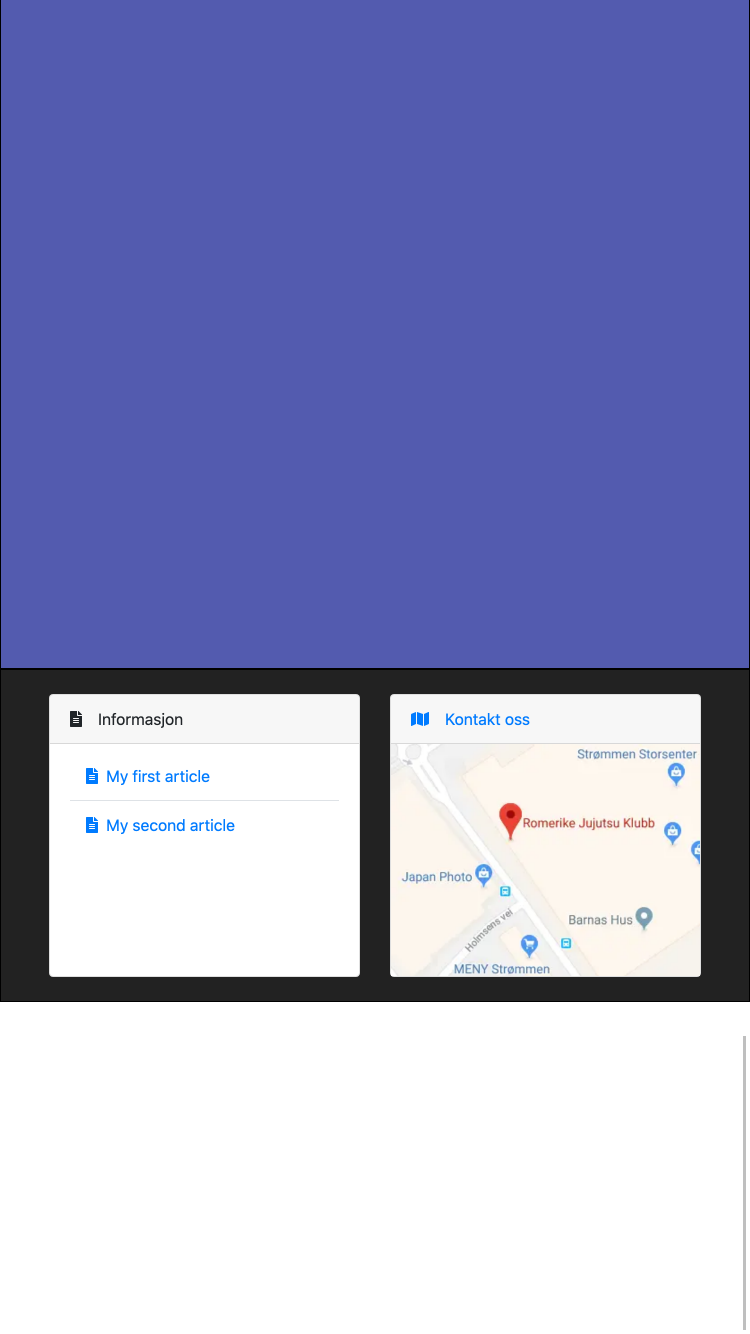 Informasjon
My first article
My second article
Kontakt oss
Strømmen Storsenter
Romerike Jujutsu Klubb
Japan Photo
Barnas Hus
Holmsens vei
MENY Strømmen